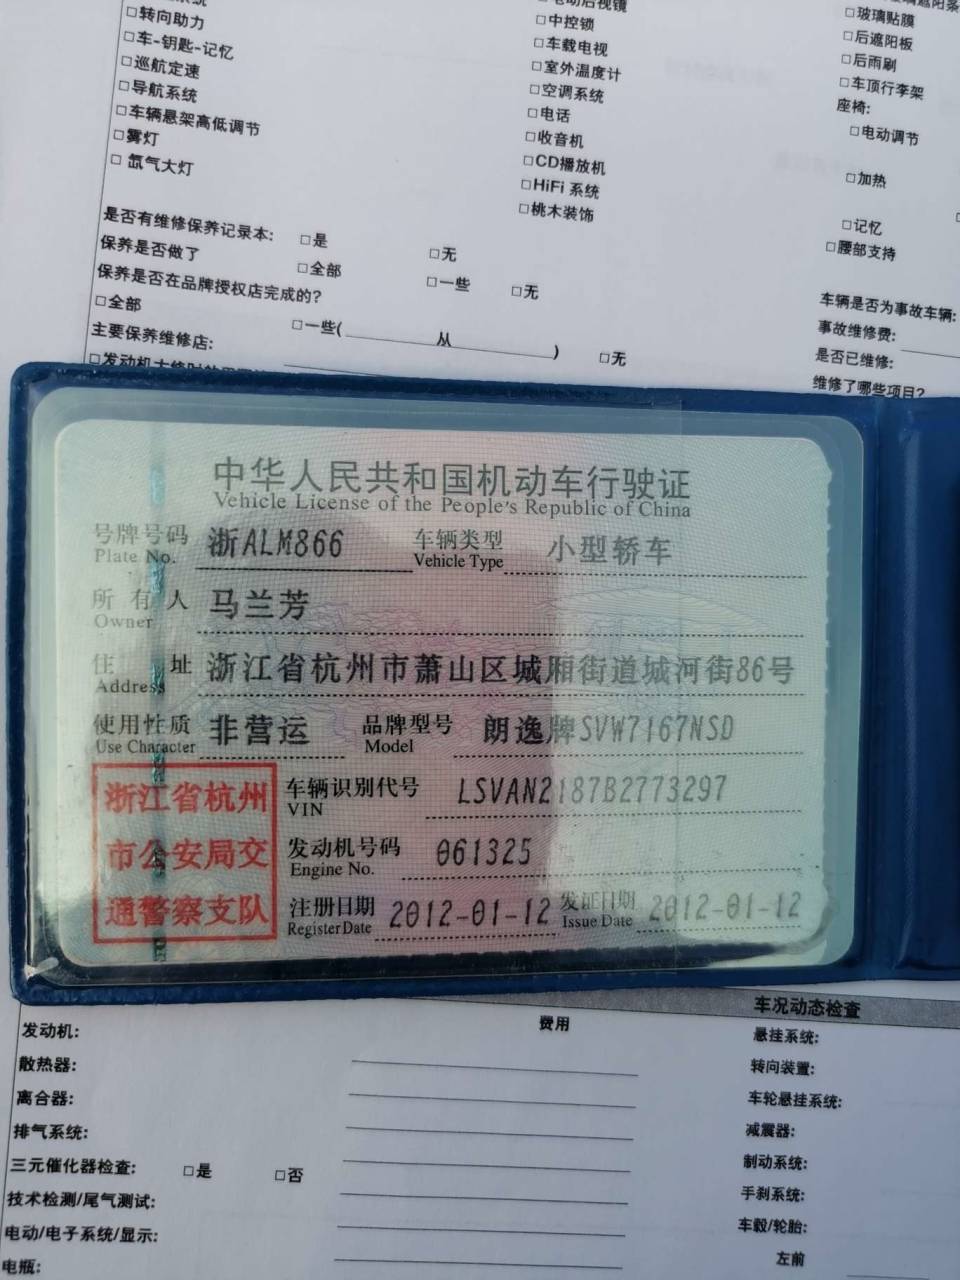 □转向助力
□车-钥匙-记忆
□巡航定速
□导航系统
□车辆悬架高低调节
□雾灯
□氙气大灯
□中控锁
□车载电视
□室外温度计
□空调系统
□电话
□收音机
□CD播放机
□HiFi 系统
□桃木装饰
□玻璃贴膜
□后遮阳板
□后雨刷
□车顶行李架
座椅:
□电动调节
□加热
□记忆
□腰部支持
是否有维修保养记录本: □是 □无
保养是否做了 □全部 □一些 □无
保养是否在品牌授权店完成的?
□全部 □一些( 从 ) □无
主要保养维修店:
车辆是否为事故车辆:
事故维修费:
是否已维修:
维修了哪些项目?
中华人民共和国机动车行驶证
Vehicle License of the People's Republic of China
号牌号码 浙ALM866 车辆类型 小型轿车
Plate No. Vehicle Type
所有人 马兰芳
Owner
住址 浙江省杭州市萧山区城厢街道城河街86号
Address
使用性质 非营运 品牌型号 朗逸牌SVW7167NSD
Use Character Model
浙江省杭州
市公安局交
通警察支队
车辆识别代号 LSVAN2187B2773297
VIN
发动机号码 061325
Engine No.
注册日期 2012-01-12 发证日期 2012-01-12
Register Date Issue Date
车况动态检查
发动机: 费用
散热器:
离合器:
排气系统:
三元催化器检查: □是 □否
技术检测/尾气测试:
电动/电子系统/显示:
电瓶:
悬挂系统:
转向装置:
车轮悬挂系统:
减震器:
制动系统:
手刹系统:
车毂/轮胎:
左前